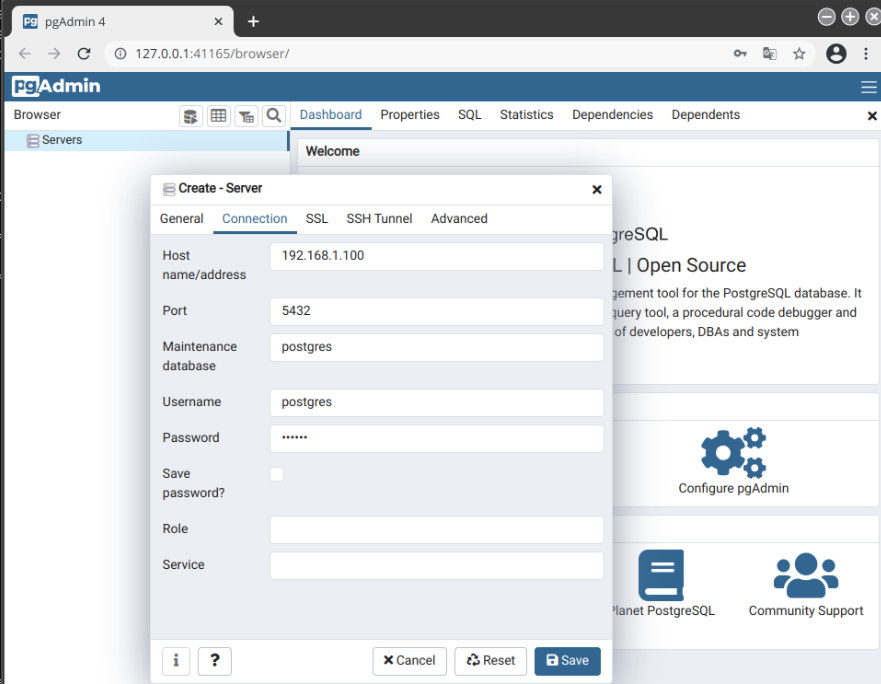 pgAdmin 4
127.0.0.1:41165/browser/
pgAdmin
Browser
Dashboard Properties SQL Statistics Dependencies Dependents
Servers
Welcome
Create - Server
General Connection SSL SSH Tunnel Advanced
Host name/address
192.168.1.100
Port
5432
Maintenance database
postgres
Username
postgres
Password
••••••
Save password?
Role
Service
i
?
Cancel
Reset
Save
greSQL
L | Open Source
gement tool for the PostgreSQL database. It
query tool, a procedural code debugger and
of developers, DBAs and system
Configure pgAdmin
Planet PostgreSQL
Community Support